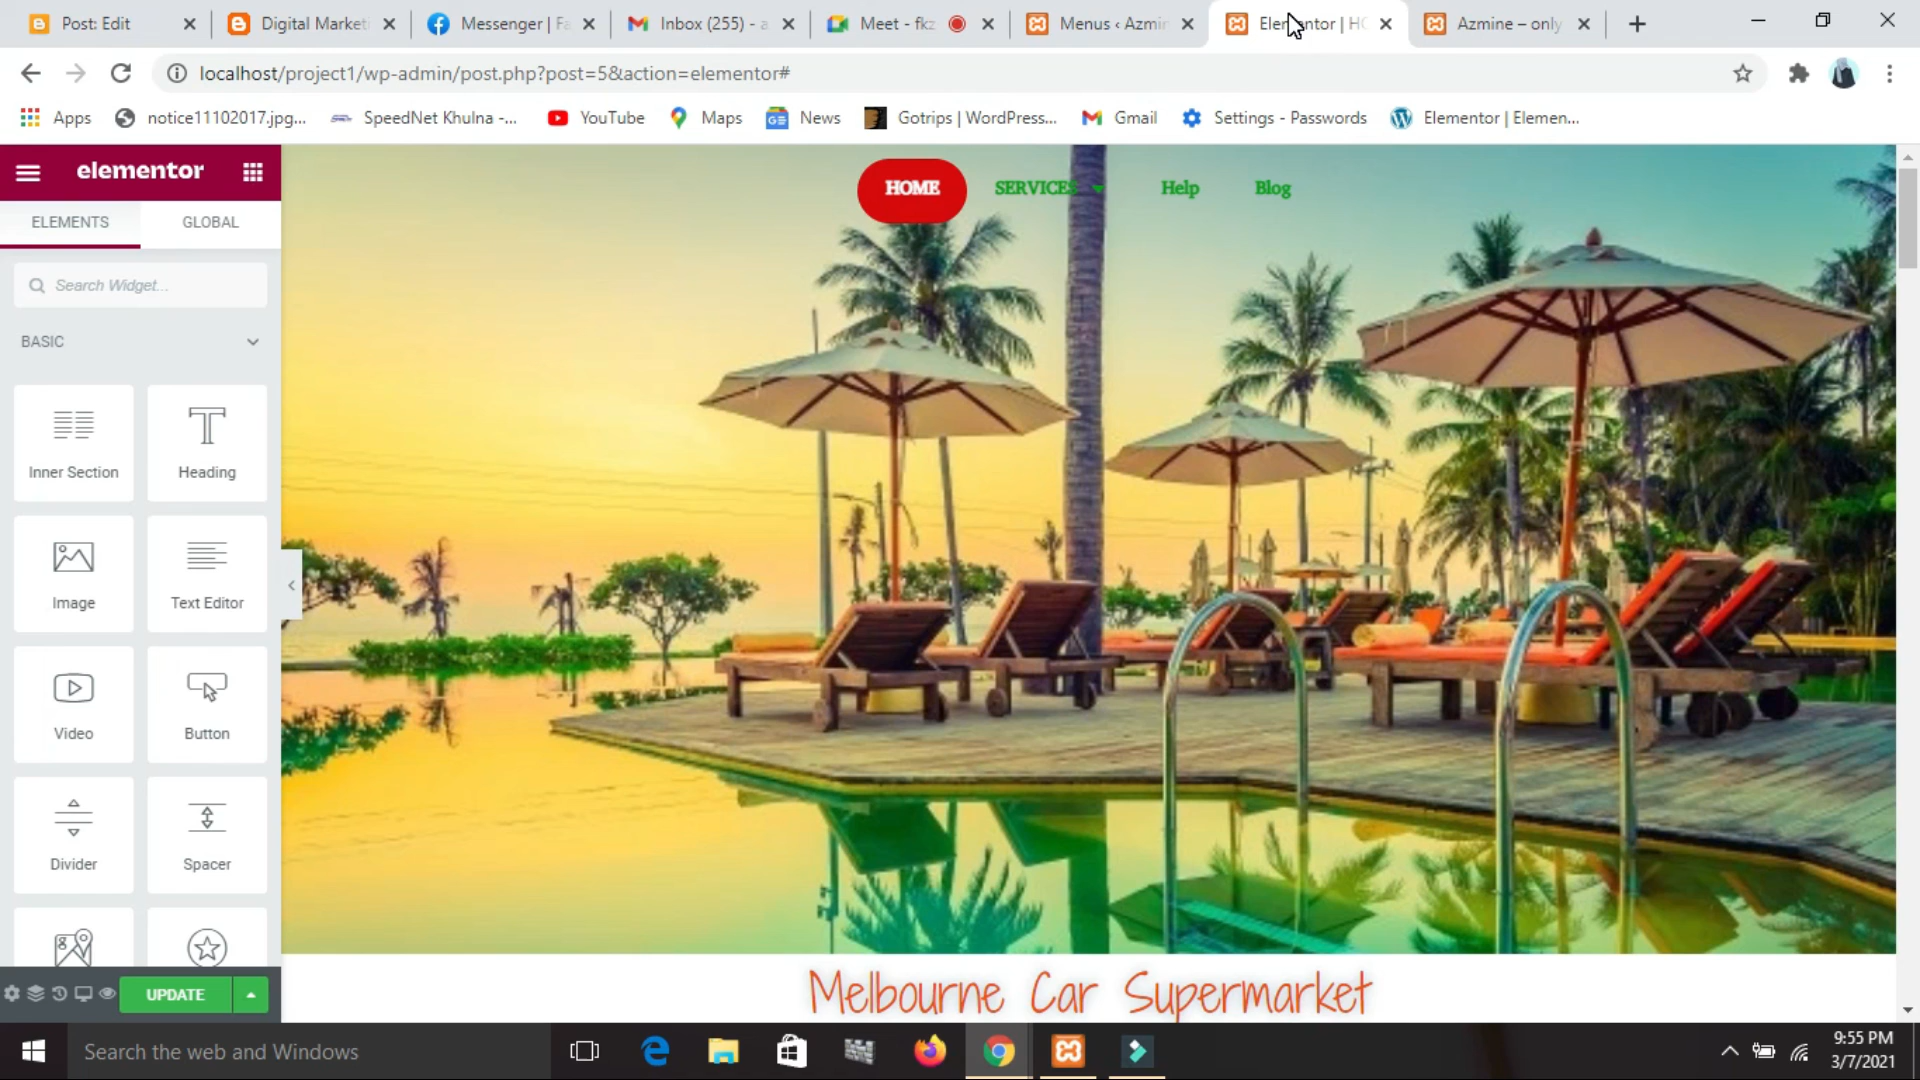 Post: Edit
Digital Market
Messenger | Fa
Inbox (255) - a
Meet - fkz
Menus ‹ Azmin
Elementor | HO
Azmine – only
localhost/project1/wp-admin/post.php?post=5&action=elementor#
Apps
notice11102017.jpg...
SpeedNet Khulna -...
YouTube
Maps
News
Gotrips | WordPress...
Gmail
Settings - Passwords
Elementor | Elemen...
elementor
HOME
SERVICES
Help
Blog
ELEMENTS
GLOBAL
Search Widget...
BASIC
Inner Section
Heading
Image
Text Editor
Video
Button
Divider
Spacer
UPDATE
Melbourne Car Supermarket
Search the web and Windows
9:55 PM
3/7/2021